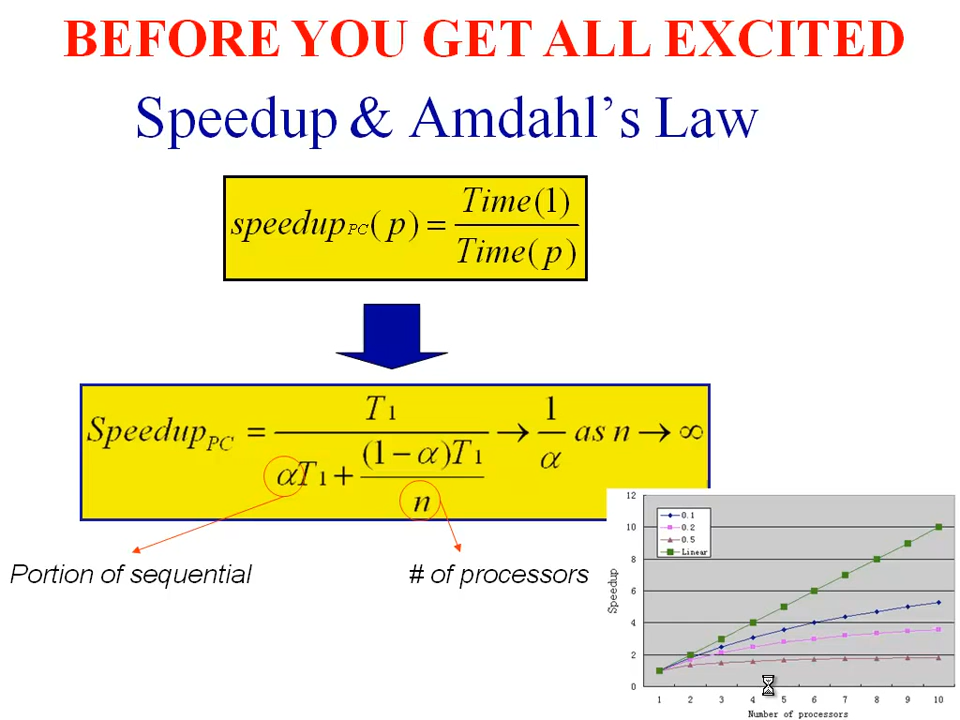 BEFORE YOU GET ALL EXCITED
Speedup & Amdahl's Law
speedup_PC(p) = Time(1) / Time(p)
Speedup_PC = T1 / (αT1 + (1 − α)T1 / n) → 1/α as n → ∞
Portion of sequential
# of processors
12
10
8
6
4
2
0
Speedup
0.1
0.2
0.5
Linear
1 2 3 4 5 6 7 8 9 10
Number of processors